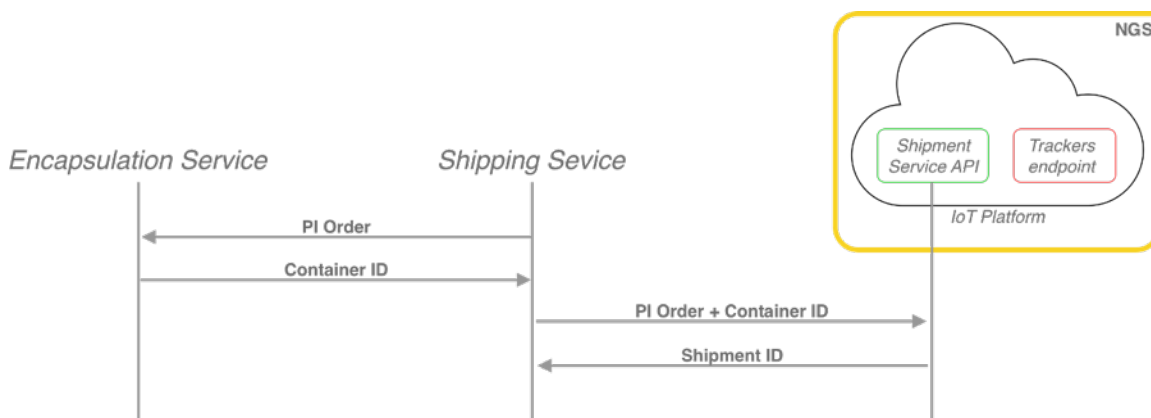 NGS
Shipment
Service API
Trackers
endpoint
Encapsulation Service
Shipping Sevice
IoT Platform
PI Order
Container ID
PI Order + Container ID
Shipment ID